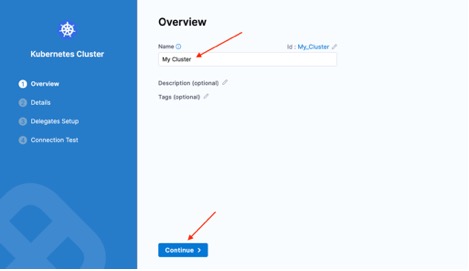 Kubernetes Cluster
1 Overview
2 Details
3 Delegates Setup
4 Connection Test
Overview
Name Id : My_Cluster
My Cluster
Description (optional)
Tags (optional)
Continue >